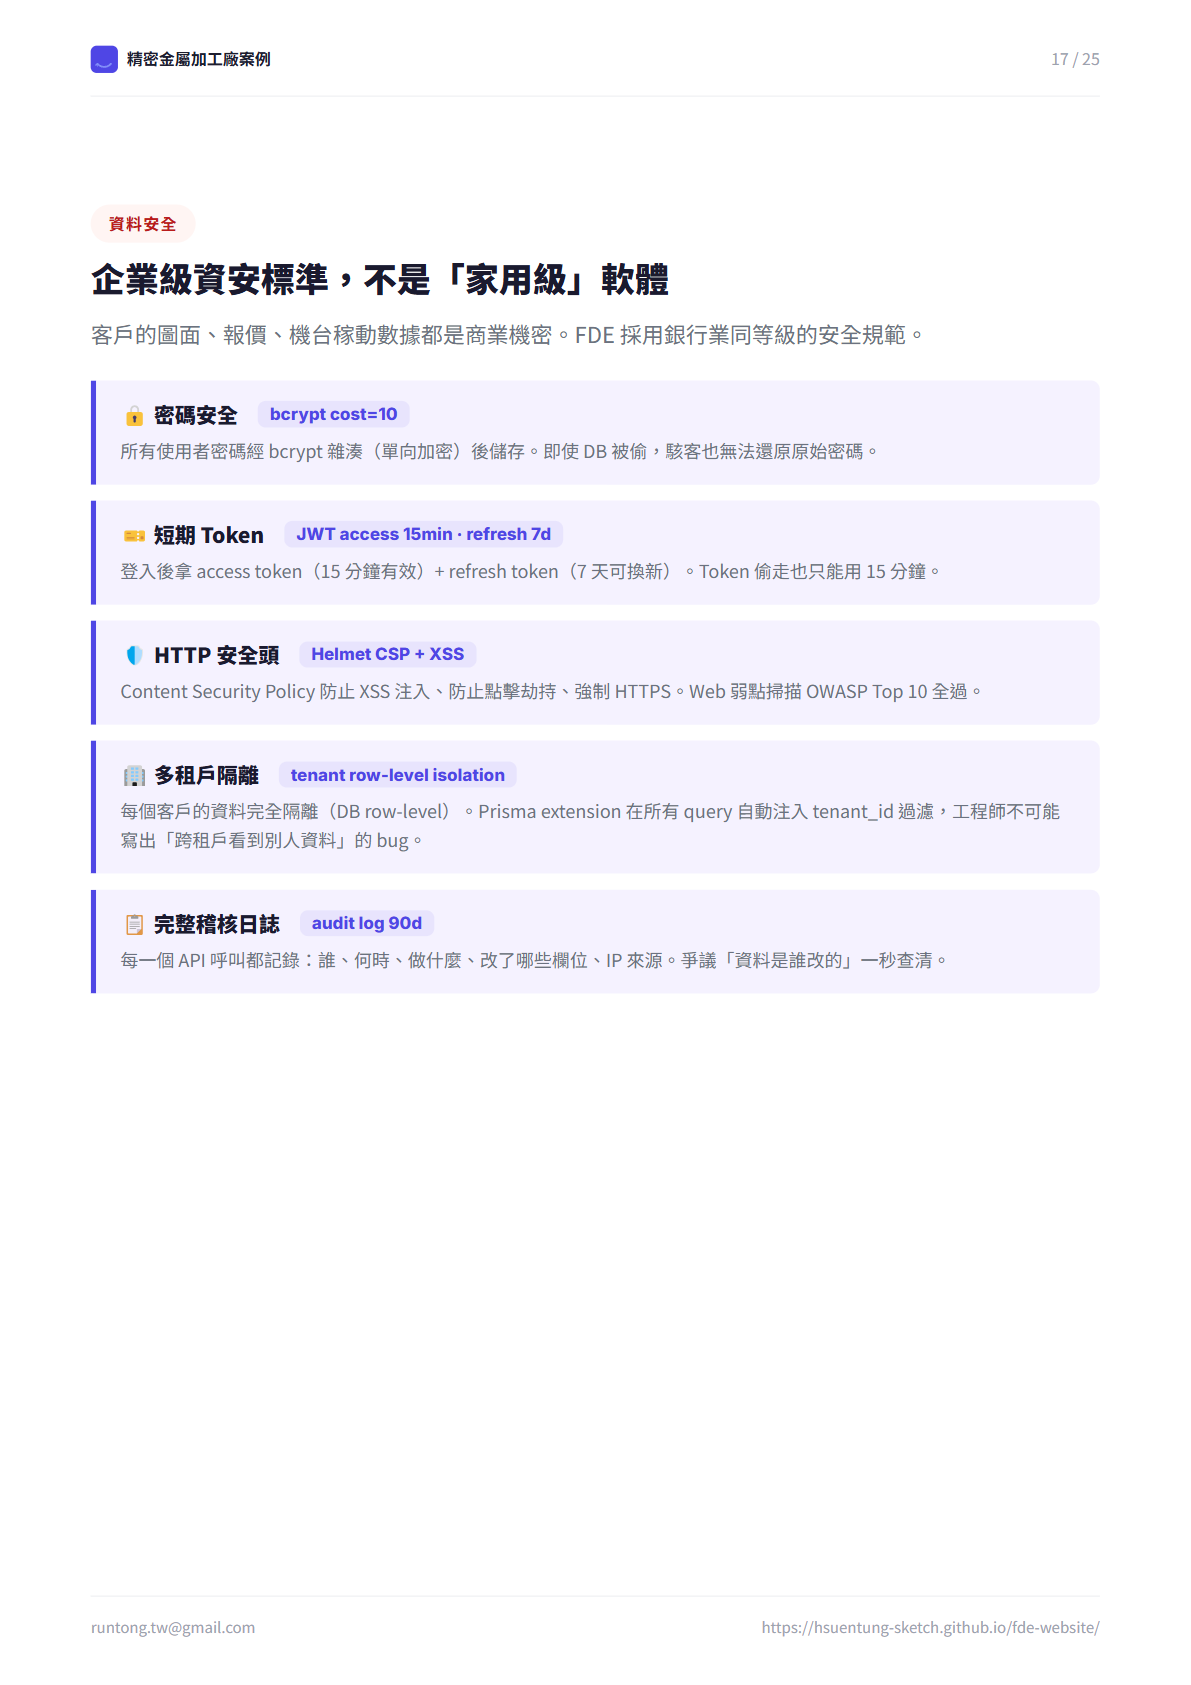 精密金屬加工廠案例
17 / 25
資料安全
企業級資安標準，不是「家用級」軟體
客戶的圖面、報價、機台稼動數據都是商業機密。FDE 採用銀行業同等級的安全規範。
🔒 密碼安全 bcrypt cost=10
所有使用者密碼經 bcrypt 雜湊（單向加密）後儲存。即使 DB 被偷，駭客也無法還原原始密碼。
🎫 短期 Token JWT access 15min · refresh 7d
登入後拿 access token（15 分鐘有效）+ refresh token（7 天可換新）。Token 偷走也只能用 15 分鐘。
🛡️ HTTP 安全頭 Helmet CSP + XSS
Content Security Policy 防止 XSS 注入、防止點擊劫持、強制 HTTPS。Web 弱點掃描 OWASP Top 10 全過。
🏢 多租戶隔離 tenant row-level isolation
每個客戶的資料完全隔離（DB row-level）。Prisma extension 在所有 query 自動注入 tenant_id 過濾，工程師不可能
寫出「跨租戶看到別人資料」的 bug。
📋 完整稽核日誌 audit log 90d
每一個 API 呼叫都記錄：誰、何時、做什麼、改了哪些欄位、IP 來源。爭議「資料是誰改的」一秒查清。
runtong.tw@gmail.com
https://hsuentung-sketch.github.io/fde-website/